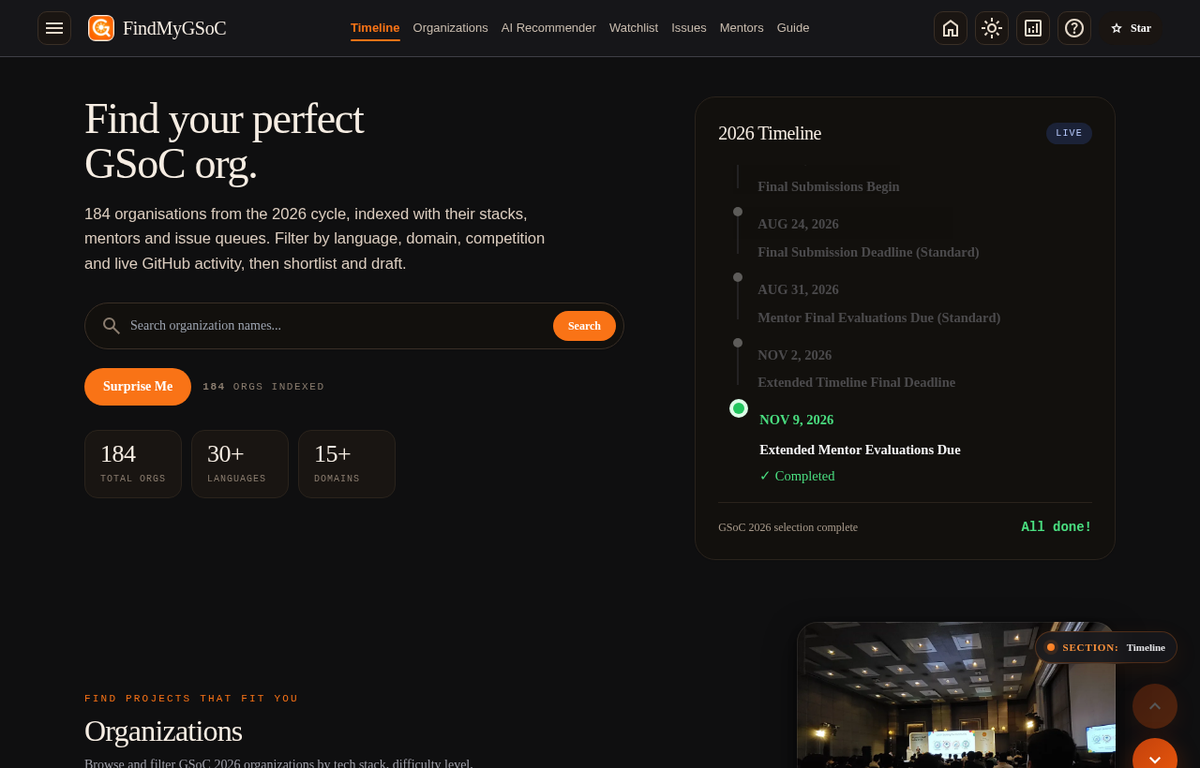 FindMyGSoC
Timeline
Organizations
AI Recommender
Watchlist
Issues
Mentors
Guide
Star
Find your perfect
GSoC org.
184 organisations from the 2026 cycle, indexed with their stacks,
mentors and issue queues. Filter by language, domain, competition
and live GitHub activity, then shortlist and draft.
Search organization names...
Search
Surprise Me
184 ORGS INDEXED
184
TOTAL ORGS
30+
LANGUAGES
15+
DOMAINS
2026 Timeline
LIVE
Final Submissions Begin
AUG 24, 2026
Final Submission Deadline (Standard)
AUG 31, 2026
Mentor Final Evaluations Due (Standard)
NOV 2, 2026
Extended Timeline Final Deadline
NOV 9, 2026
Extended Mentor Evaluations Due
✓ Completed
GSoC 2026 selection complete
All done!
SECTION: Timeline
FIND PROJECTS THAT FIT YOU
Organizations
Browse and filter GSoC 2026 organizations by tech stack, difficulty level,